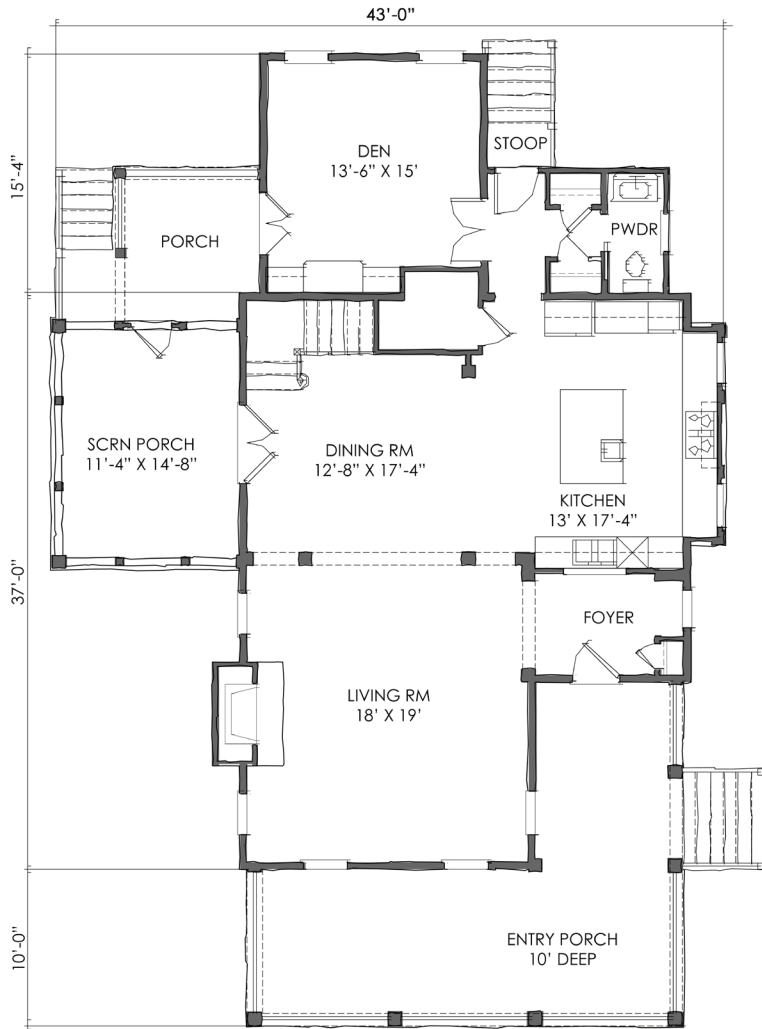 43'-0"
15'-4"
STOOP
DEN
13'-6" X 15'
PORCH
PWDR
SCRN PORCH
11'-4" X 14'-8"
DINING RM
12'-8" X 17'-4"
KITCHEN
13' X 17'-4"
37'-0"
FOYER
LIVING RM
18' X 19'
10'-0"
ENTRY PORCH
10' DEEP